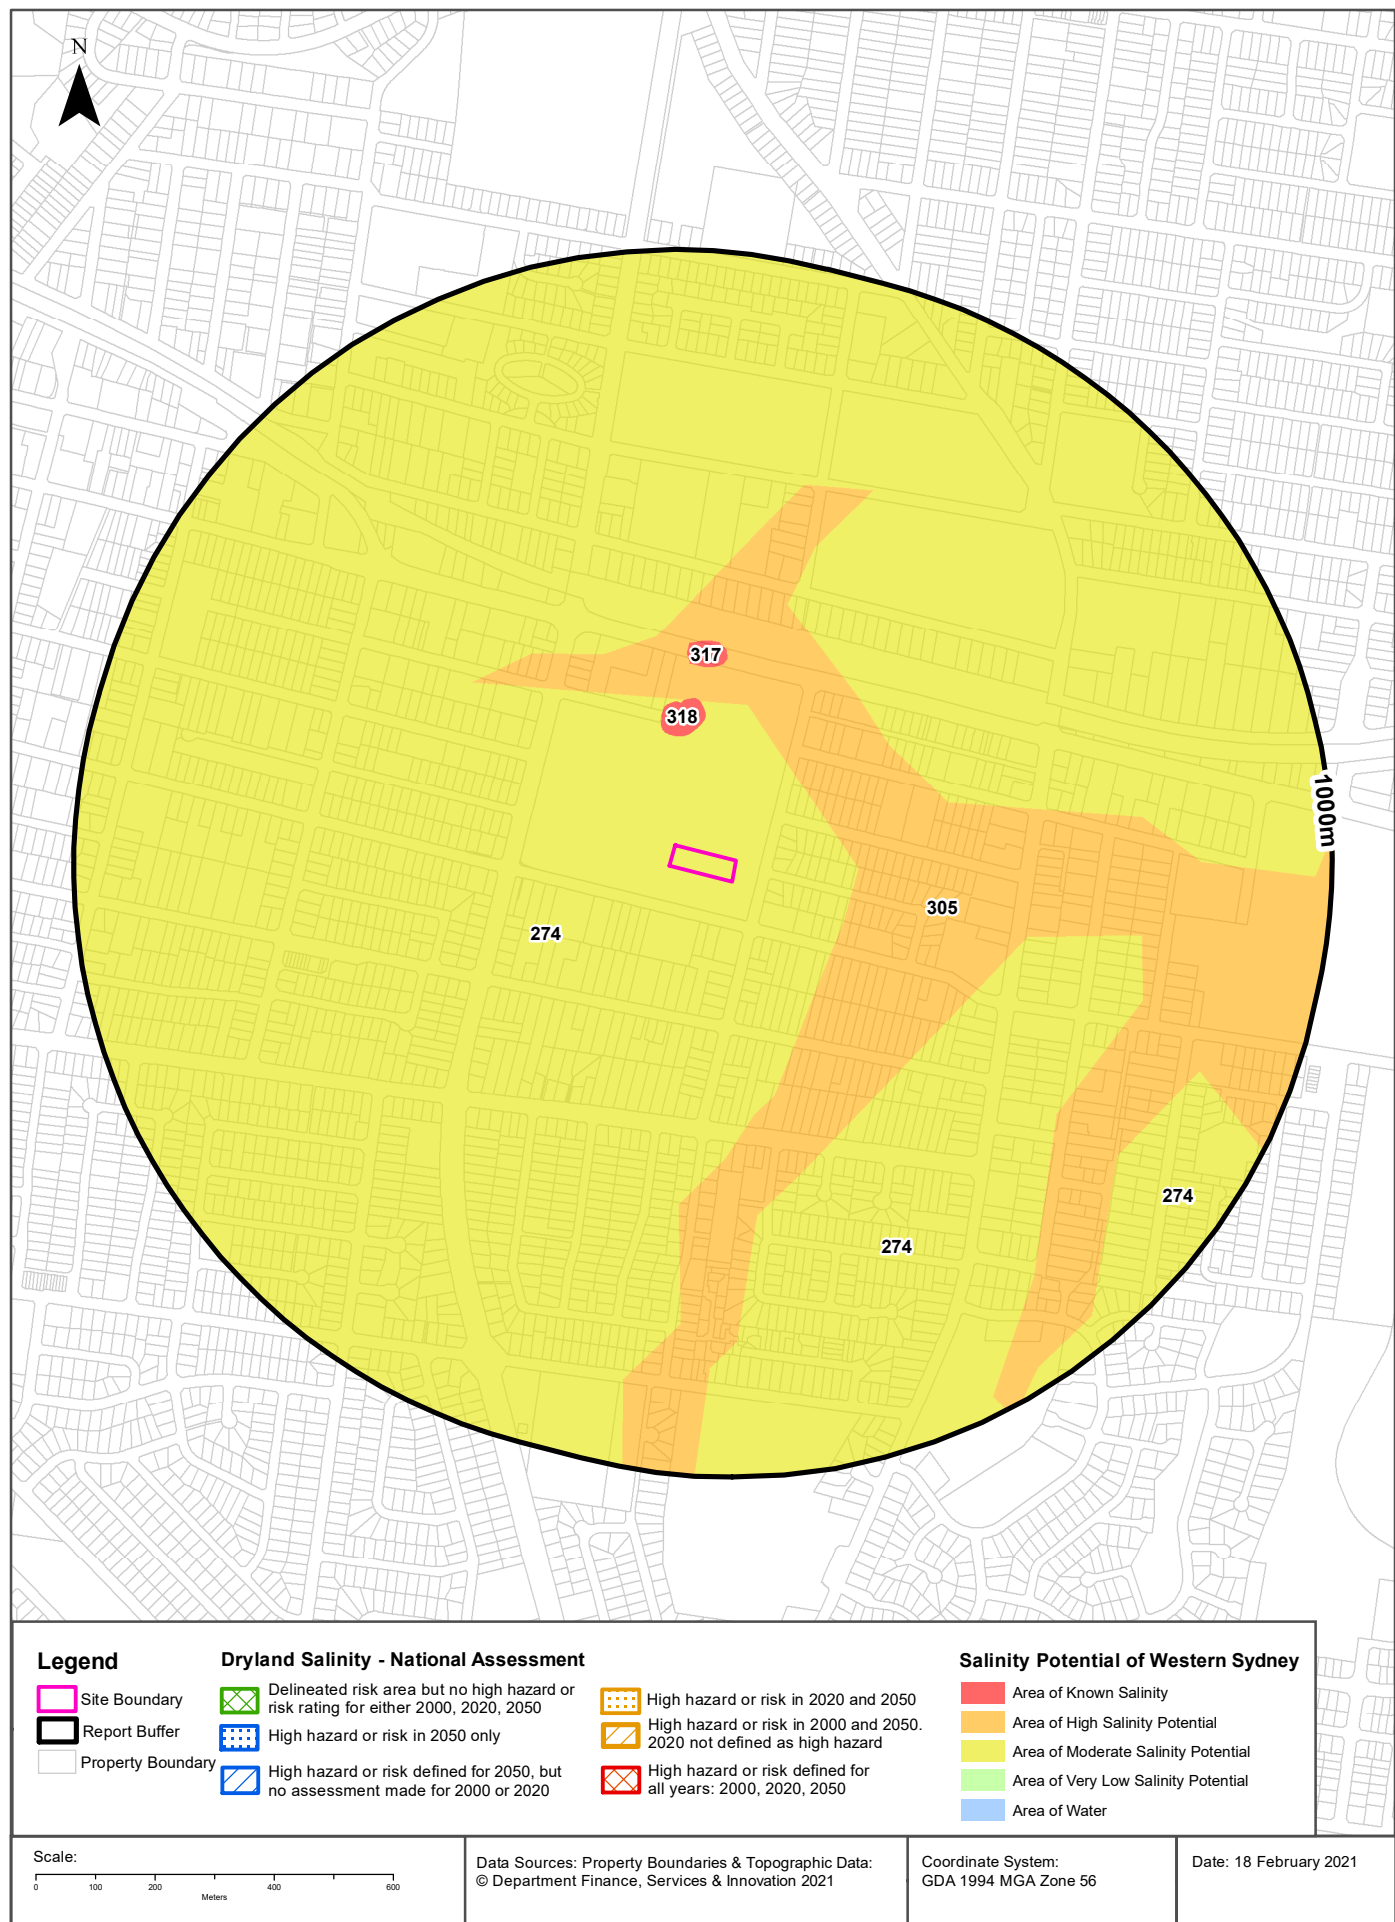 N
317
318
1000m
305
274
274
274
Legend
Site Boundary
Report Buffer
Property Boundary
Dryland Salinity - National Assessment
Delineated risk area but no high hazard or
risk rating for either 2000, 2020, 2050
High hazard or risk in 2050 only
High hazard or risk defined for 2050, but
no assessment made for 2000 or 2020
High hazard or risk in 2020 and 2050
High hazard or risk in 2000 and 2050.
2020 not defined as high hazard
High hazard or risk defined for
all years: 2000, 2020, 2050
Salinity Potential of Western Sydney
Area of Known Salinity
Area of High Salinity Potential
Area of Moderate Salinity Potential
Area of Very Low Salinity Potential
Area of Water
Scale:
0 100 200 400 600
Meters
Data Sources: Property Boundaries & Topographic Data:
© Department Finance, Services & Innovation 2021
Coordinate System:
GDA 1994 MGA Zone 56
Date: 18 February 2021